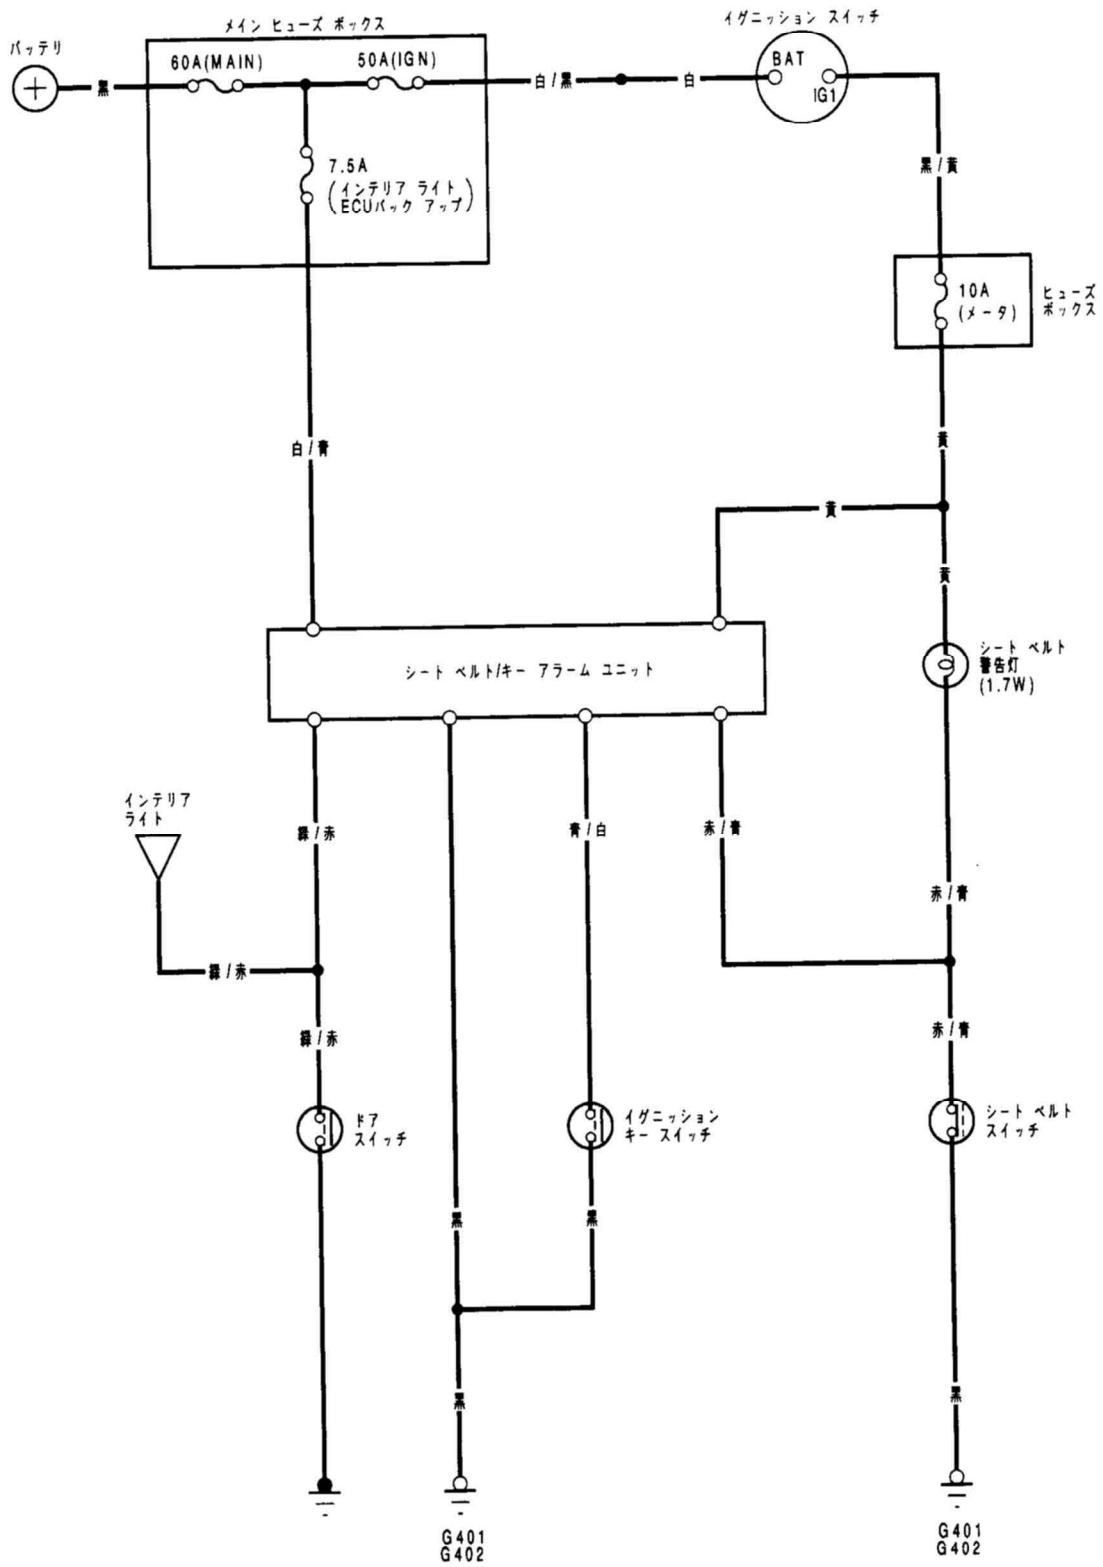 メイン ヒューズ ボックス
イグニッション スイッチ
バッテリ
60A(MAIN)
50A(IGN)
BAT
IG1
黒
白/黒
白
7.5A
(インテリア ライト
ECUバック アップ)
黒/黄
10A
(メータ)
ヒューズ
ボックス
白/青
黄
黄
黄
シート ベルト/キー アラーム ユニット
シート ベルト
警告灯
(1.7W)
インテリア
ライト
緑/赤
青/白
赤/青
赤/青
緑/赤
緑/赤
赤/青
ドア
スイッチ
イグニッション
キー スイッチ
シート ベルト
スイッチ
黒
黒
黒
黒
G401
G402
G401
G402